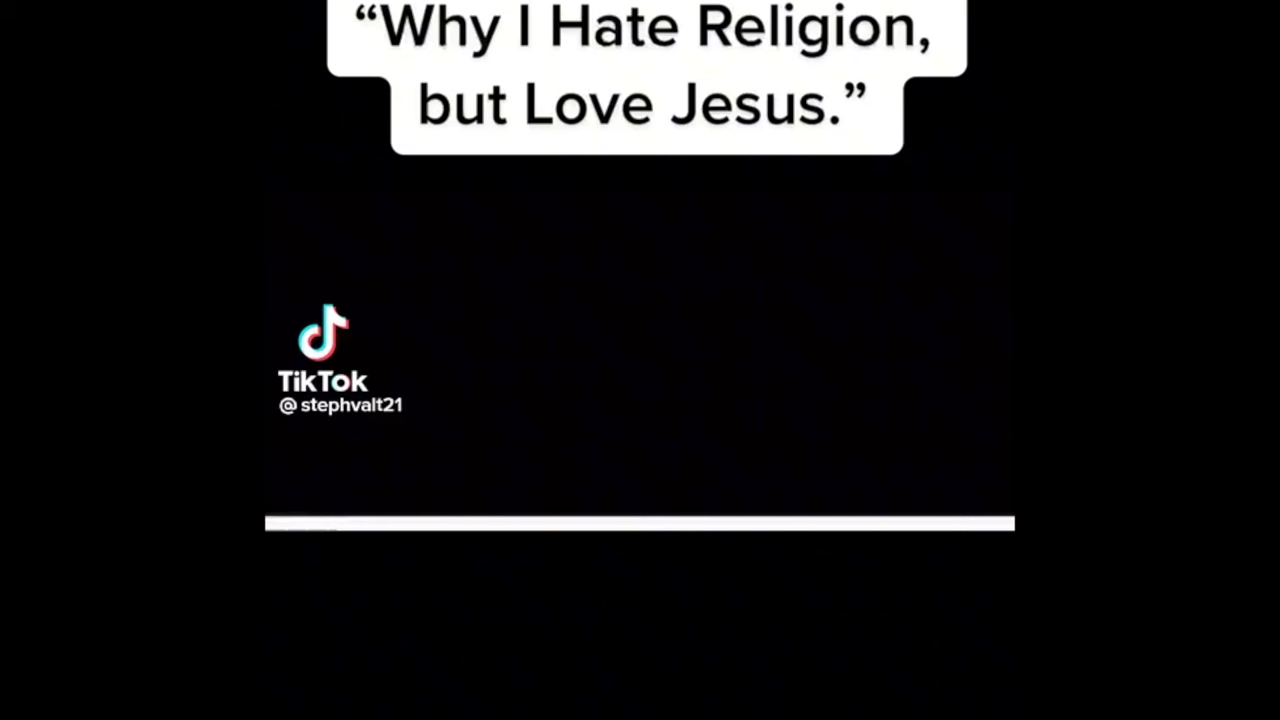 “Why I Hate Religion,
but Love Jesus.”
TikTok
@stephvalt21